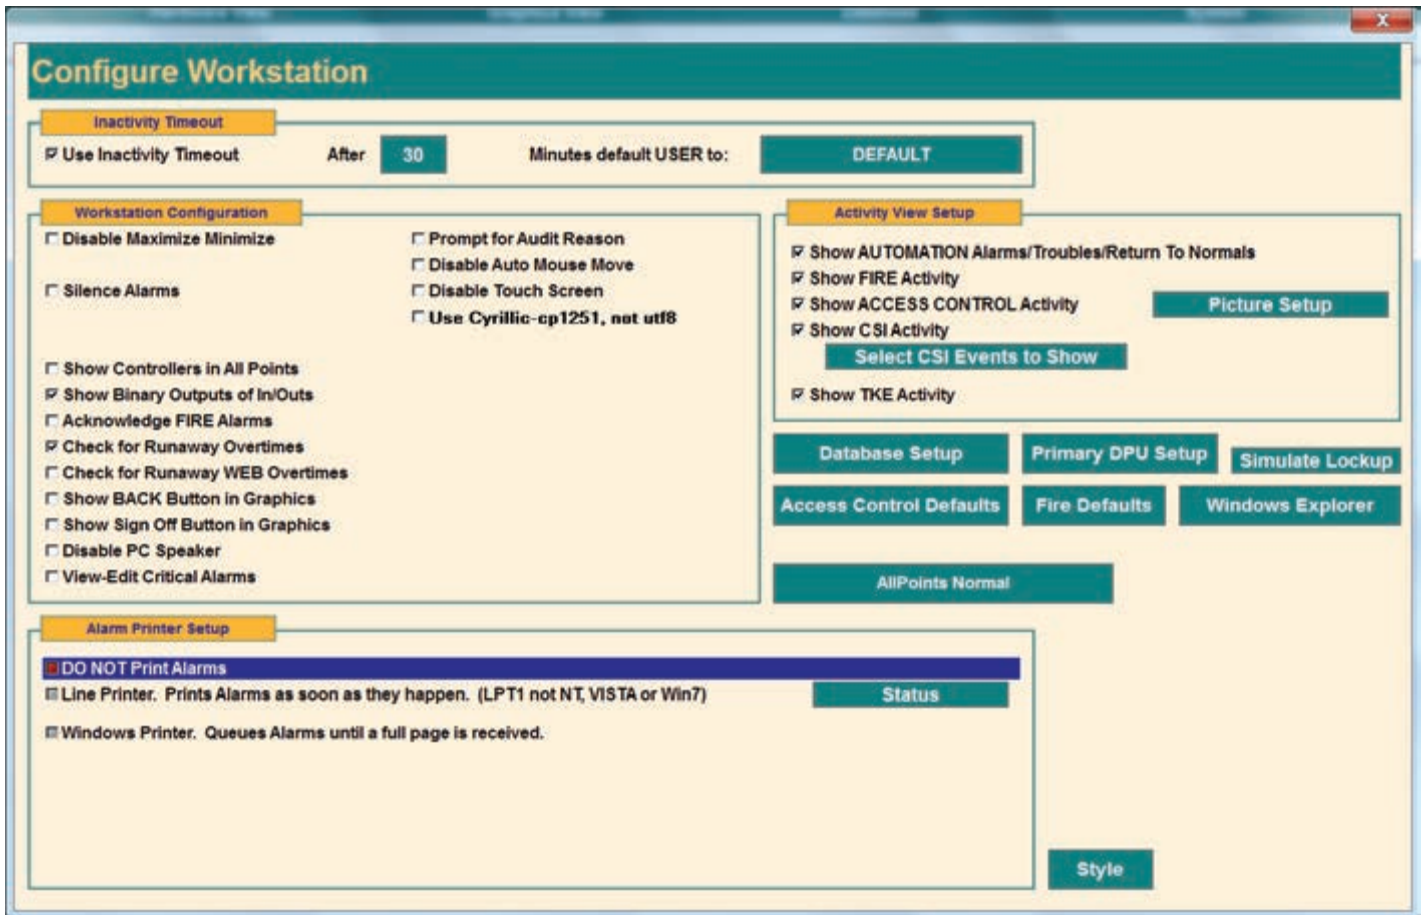 X
Configure Workstation
Inactivity Timeout
Use Inactivity Timeout After 30 Minutes default USER to: DEFAULT
Workstation Configuration
Disable Maximize Minimize
Silence Alarms
Prompt for Audit Reason
Disable Auto Mouse Move
Disable Touch Screen
Use Cyrillic-cp1251, not utf8
Show Controllers in All Points
Show Binary Outputs of In/Outs
Acknowledge FIRE Alarms
Check for Runaway Overtimes
Check for Runaway WEB Overtimes
Show BACK Button in Graphics
Show Sign Off Button in Graphics
Disable PC Speaker
View-Edit Critical Alarms
Activity View Setup
Show AUTOMATION Alarms/Troubles/Return To Normals
Show FIRE Activity
Show ACCESS CONTROL Activity
Picture Setup
Show CSI Activity
Select CSI Events to Show
Show TKE Activity
Database Setup
Primary DPU Setup
Simulate Lockup
Access Control Defaults
Fire Defaults
Windows Explorer
AllPoints Normal
Alarm Printer Setup
DO NOT Print Alarms
Line Printer. Prints Alarms as soon as they happen. (LPT1 not NT, VISTA or Win7)
Status
Windows Printer. Queues Alarms until a full page is received.
Style